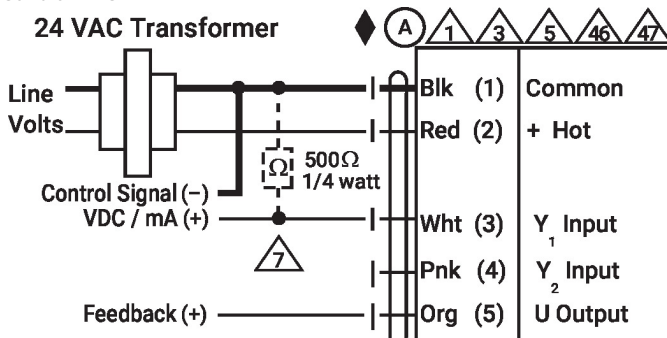 24 VAC Transformer
A 1 3 5 46 47
Line
Volts
Blk (1) Common
Red (2) + Hot
Ω 500Ω
1/4 watt
Control Signal (−)
VDC / mA (+)
Wht (3) Y1 Input
7
Pnk (4) Y2 Input
Feedback (+)
Org (5) U Output